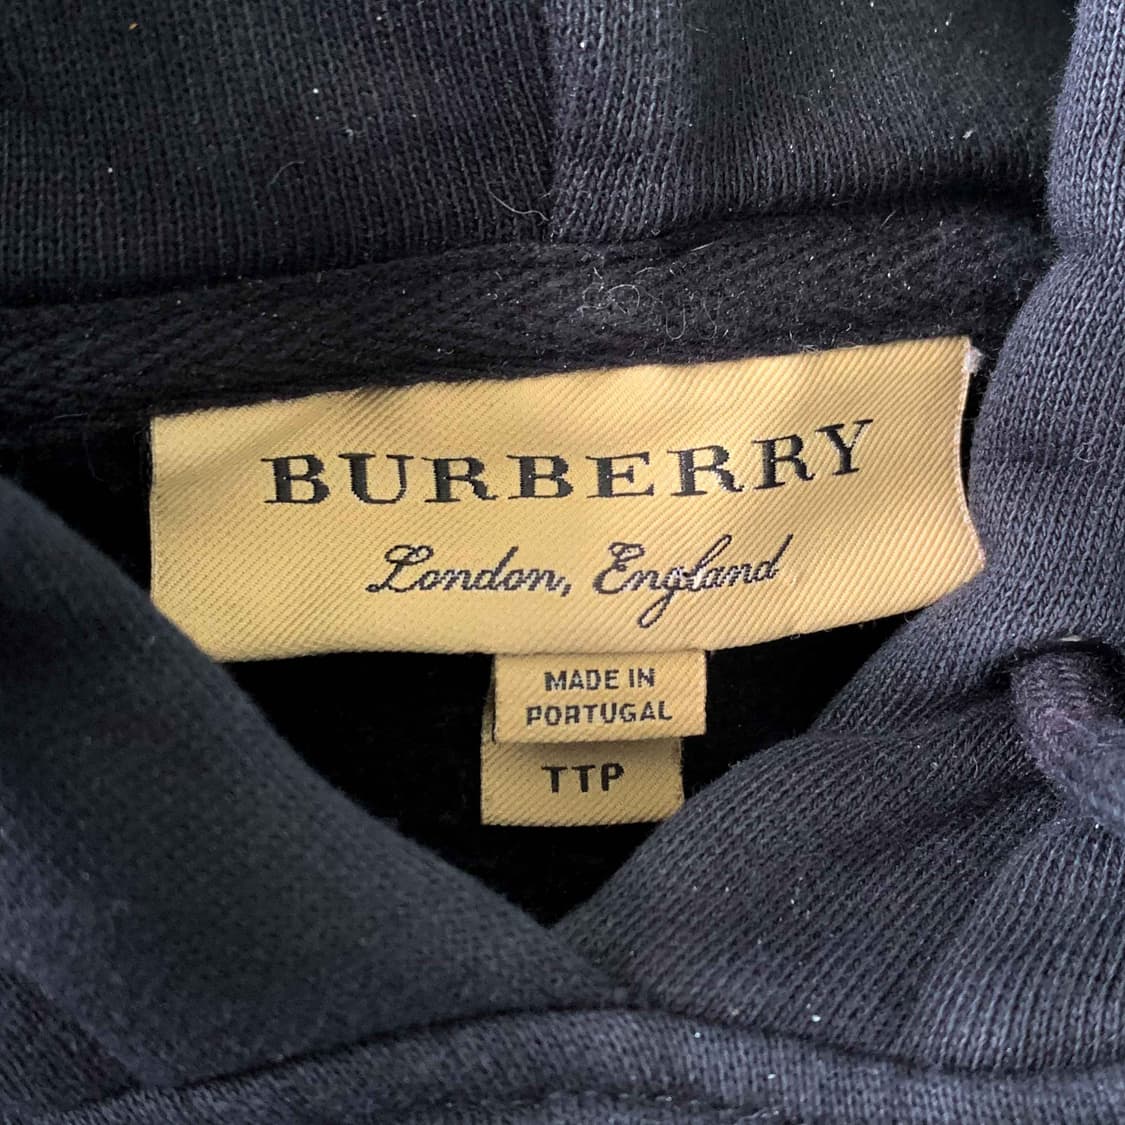 BURBERRY
London, England
MADE IN
PORTUGAL
TTP